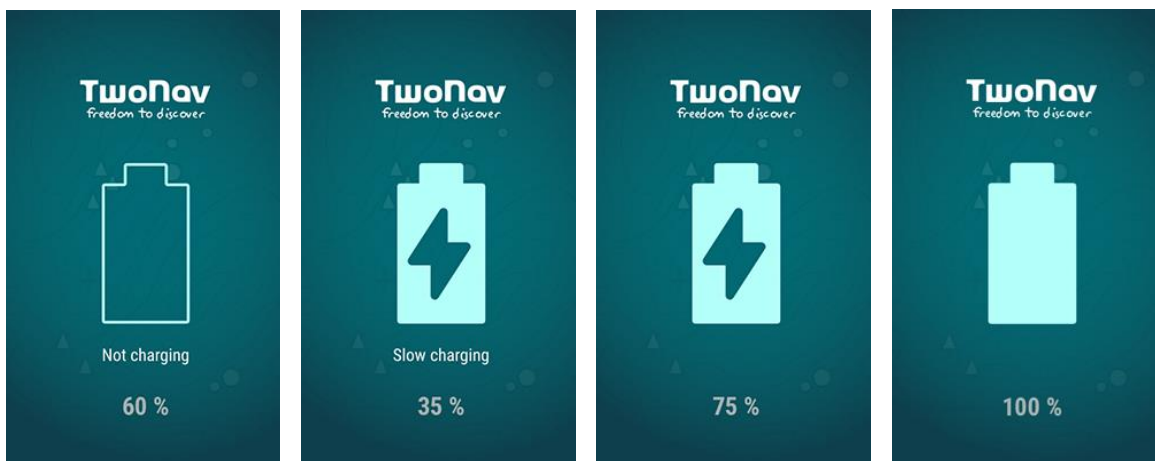 TwoNav
freedom to discover
Not charging
60 %
TwoNav
freedom to discover
Slow charging
35 %
TwoNav
freedom to discover
75 %
TwoNav
freedom to discover
100 %